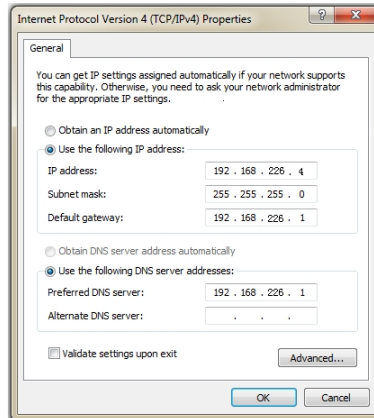 Internet Protocol Version 4 (TCP/IPv4) Properties
?
X
General
You can get IP settings assigned automatically if your network supports
this capability. Otherwise, you need to ask your network administrator
for the appropriate IP settings.
Obtain an IP address automatically
Use the following IP address:
IP address: 192 . 168 . 226 . 4
Subnet mask: 255 . 255 . 255 . 0
Default gateway: 192 . 168 . 226 . 1
Obtain DNS server address automatically
Use the following DNS server addresses:
Preferred DNS server: 192 . 168 . 226 . 1
Alternate DNS server: . . .
Validate settings upon exit
Advanced...
OK Cancel